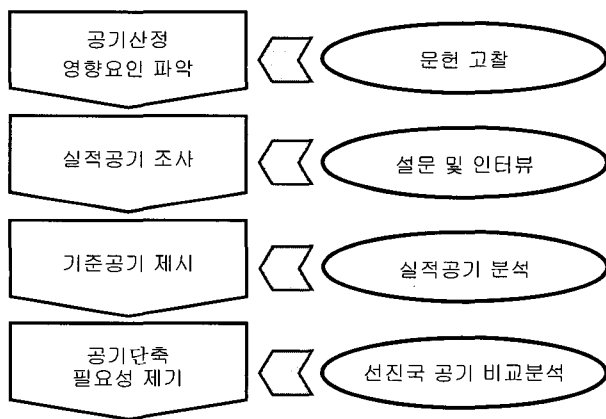 공기산정
영향요인 파악
문헌 고찰
실적공기 조사
설문 및 인터뷰
기준공기 제시
실적공기 분석
공기단축
필요성 제기
선진국 공기 비교분석